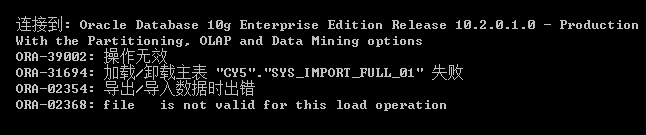 连接到: Oracle Database 10g Enterprise Edition Release 10.2.0.1.0 - Production
With the Partitioning, OLAP and Data Mining options
ORA-39002: 操作无效
ORA-31694: 加载/卸载主表 "CY5"."SYS_IMPORT_FULL_01" 失败
ORA-02354: 导出/导入数据时出错
ORA-02368: file   is not valid for this load operation